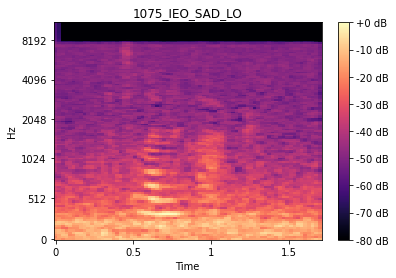 1075_IEO_SAD_LO
8192
4096
2048
1024
512
0
Hz
0
0.5
1
1.5
Time
+0 dB
-10 dB
-20 dB
-30 dB
-40 dB
-50 dB
-60 dB
-70 dB
-80 dB